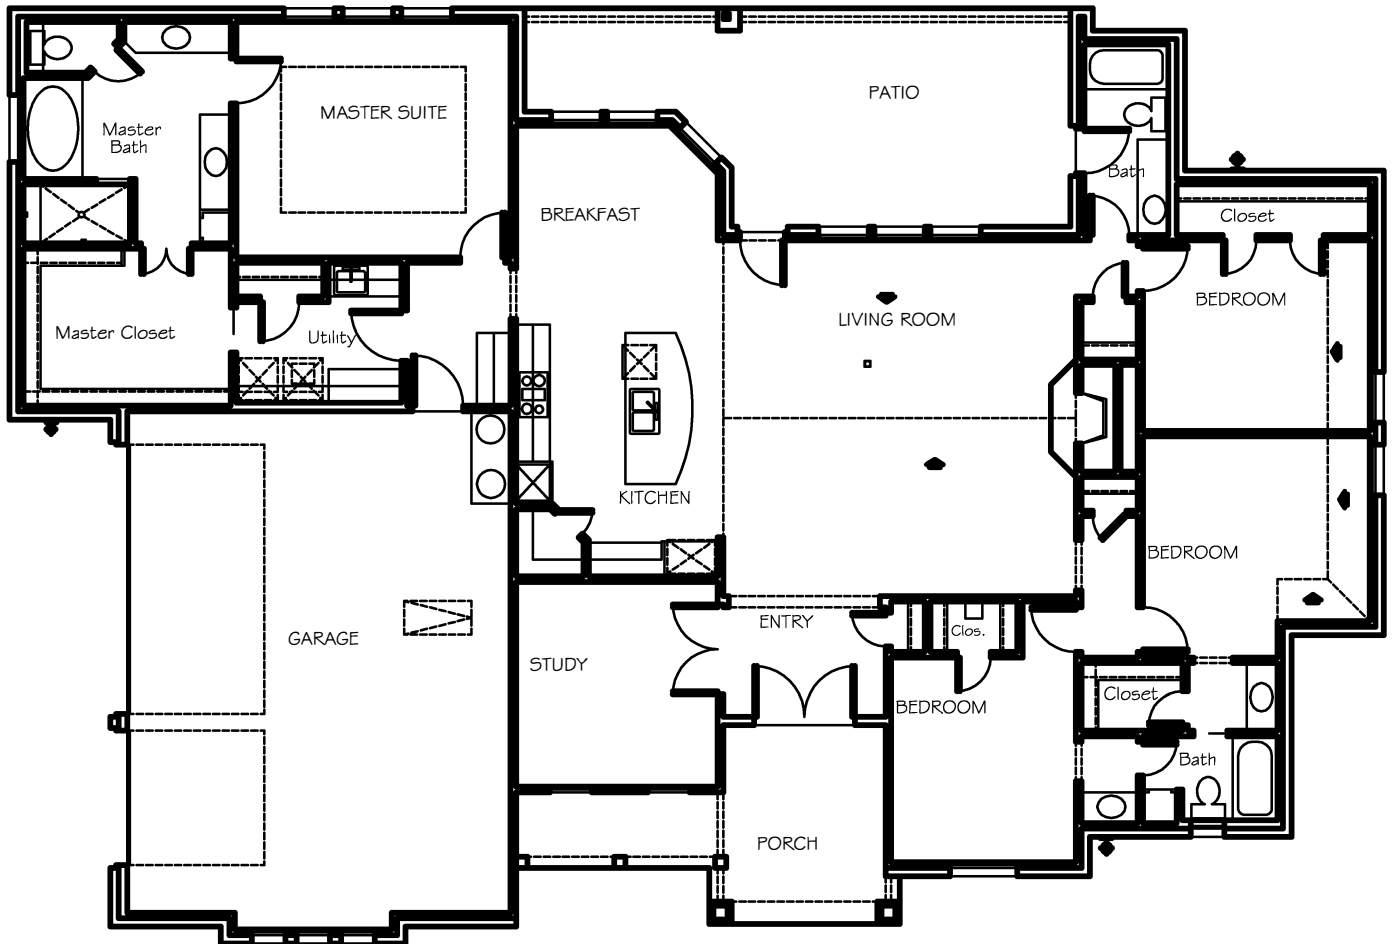 PATIO
MASTER SUITE
Master
Bath
Bath
BREAKFAST
Closet
BEDROOM
LIVING ROOM
Master Closet
Utility
KITCHEN
BEDROOM
ENTRY
Clos.
GARAGE
STUDY
Closet
BEDROOM
Bath
PORCH